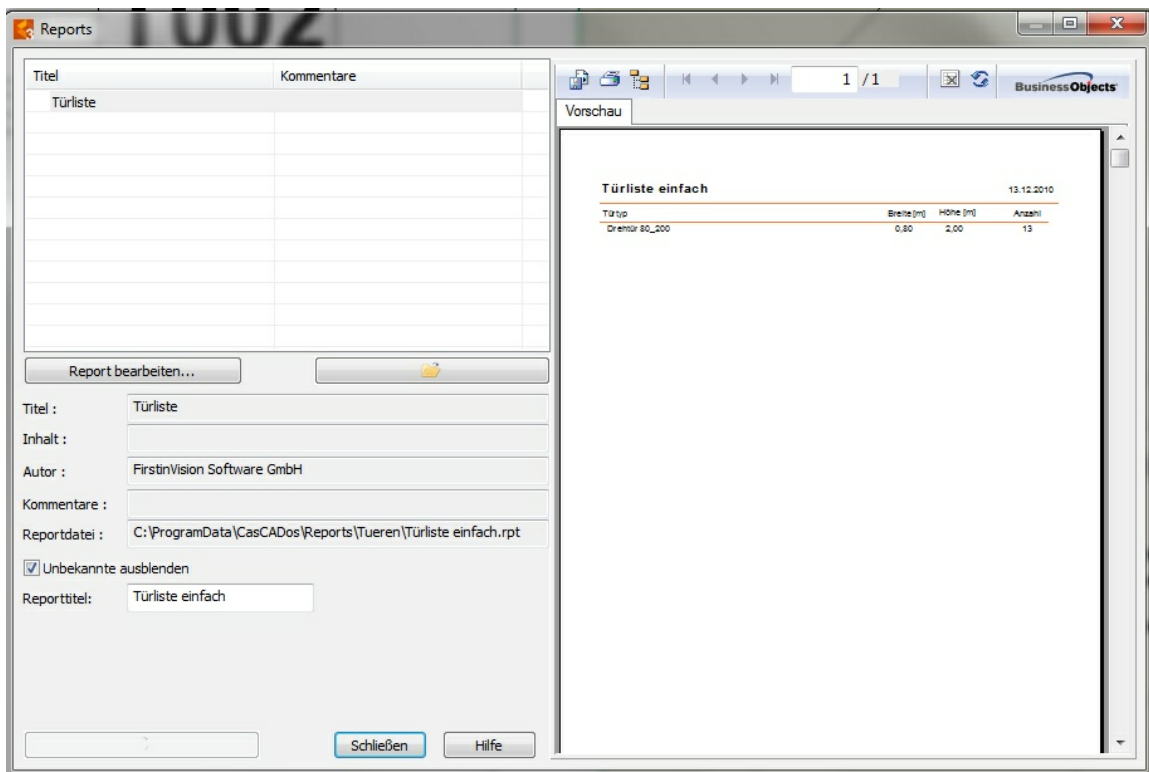 Reports
Titel Kommentare
Türliste
Report bearbeiten...
Titel : Türliste
Inhalt :
Autor : FirstinVision Software GmbH
Kommentare :
Reportdatei : C:\ProgramData\CasCADos\Reports\Tueren\Türliste einfach.rpt
Unbekannte ausblenden
Reporttitel: Türliste einfach
Schließen Hilfe
1 /1
BusinessObjects
Vorschau
Türliste einfach 13.12.2010
Türtyp Breite [m] Höhe [m] Anzahl
Drehtür 80_200 0,80 2,00 13